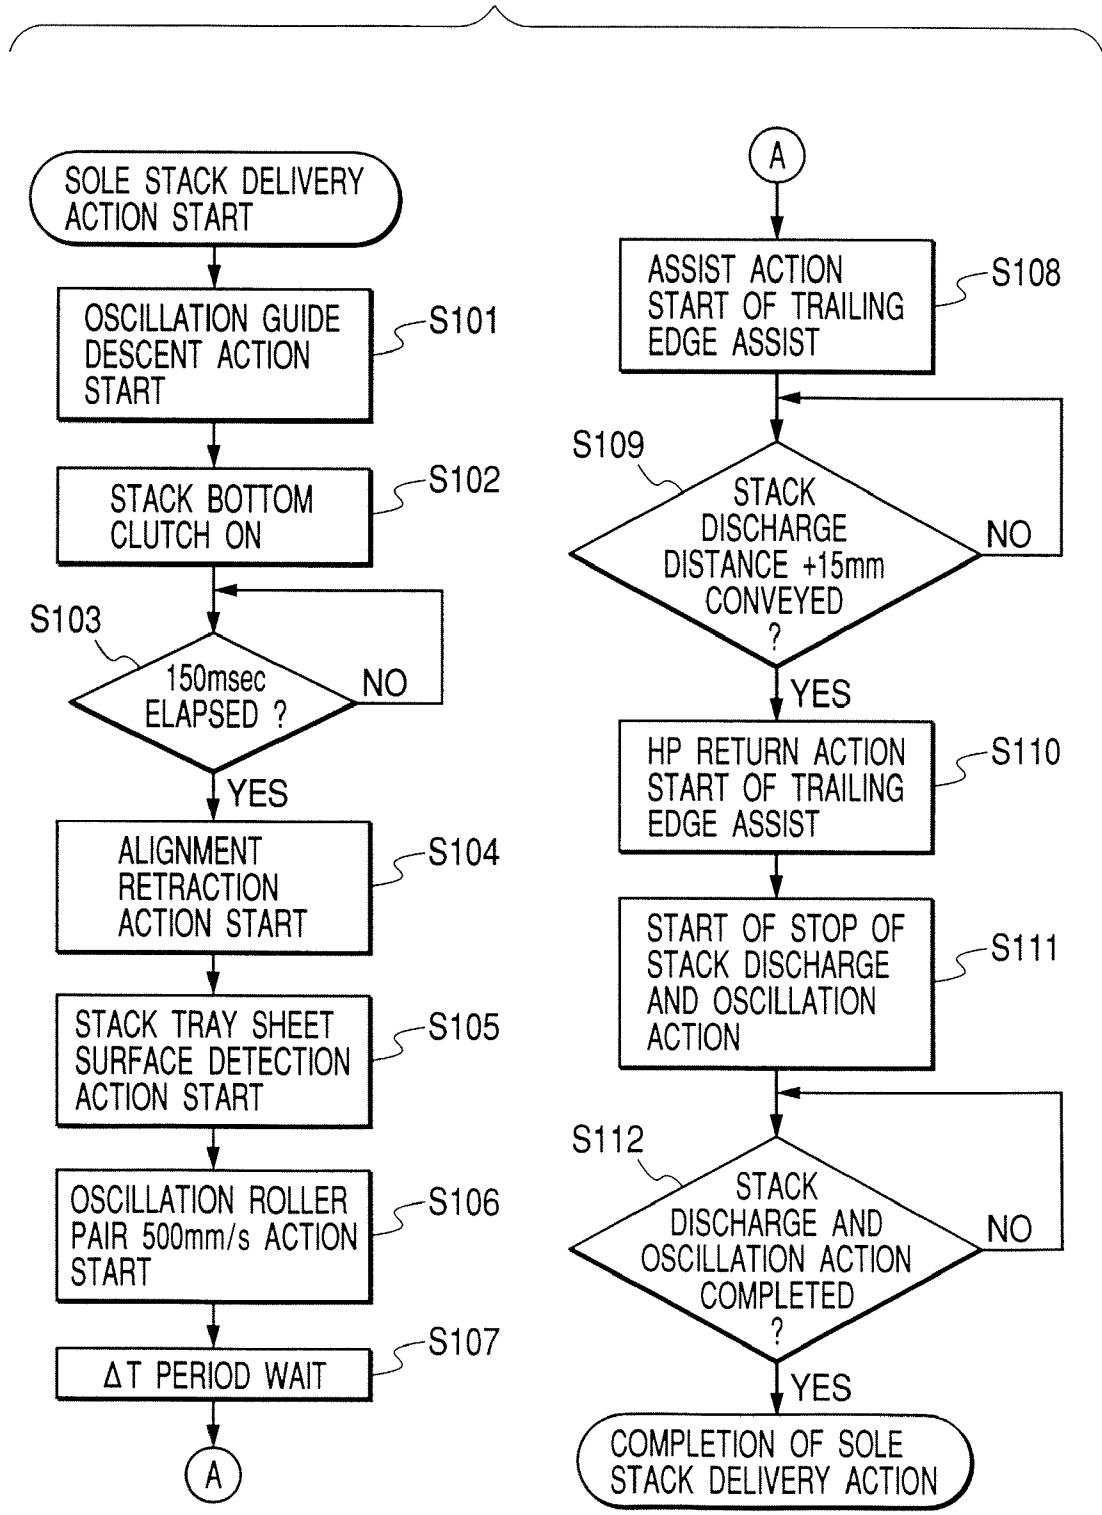 SOLE STACK DELIVERY
ACTION START
OSCILLATION GUIDE
DESCENT ACTION
START
S101
STACK BOTTOM
CLUTCH ON
S102
S103
150msec
ELAPSED ?
NO
YES
ALIGNMENT
RETRACTION
ACTION START
S104
STACK TRAY SHEET
SURFACE DETECTION
ACTION START
S105
OSCILLATION ROLLER
PAIR 500mm/s ACTION
START
S106
ΔT PERIOD WAIT
S107
A
A
ASSIST ACTION
START OF TRAILING
EDGE ASSIST
S108
S109
STACK
DISCHARGE
DISTANCE +15mm
CONVEYED
?
NO
YES
HP RETURN ACTION
START OF TRAILING
EDGE ASSIST
S110
START OF STOP OF
STACK DISCHARGE
AND OSCILLATION
ACTION
S111
S112
STACK
DISCHARGE AND
OSCILLATION ACTION
COMPLETED
?
NO
YES
COMPLETION OF SOLE
STACK DELIVERY ACTION